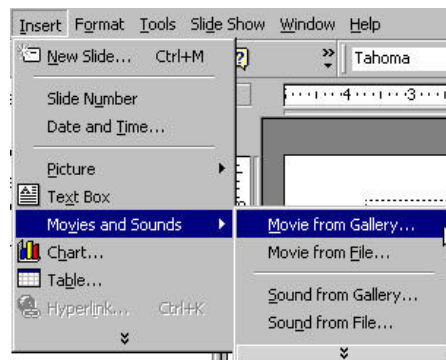 Insert Format Tools Slide Show Window Help
New Slide... Ctrl+M
Tahoma
Slide Number
4 3
Date and Time...
Picture
Text Box
Movies and Sounds
Movie from Gallery...
Chart...
Movie from File...
Table...
Sound from Gallery...
Hyperlink... Ctrl+K
Sound from File...